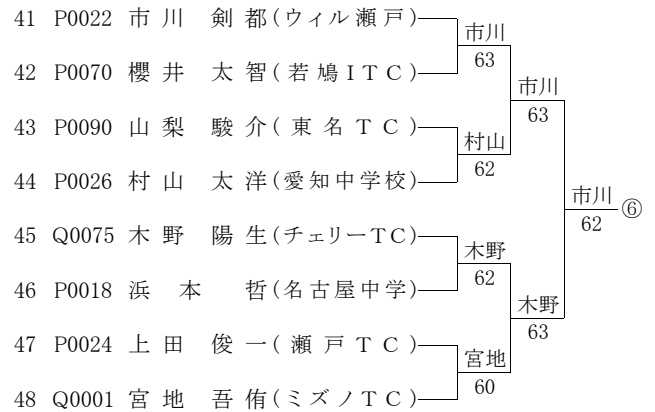 41 P0022 市川 剣都(ウィル瀬戸)
市川
63
42 P0070 櫻井 太智(若鳩ITC)
市川
63
43 P0090 山梨 駿介(東名TC)
村山
62
44 P0026 村山 太洋(愛知中学校)
市川
62 ⑥
45 Q0075 木野 陽生(チェリーTC)
木野
62
46 P0018 浜本 哲(名古屋中学)
木野
63
47 P0024 上田 俊一(瀬戸TC)
宮地
60
48 Q0001 宮地 吾侑(ミズノTC)